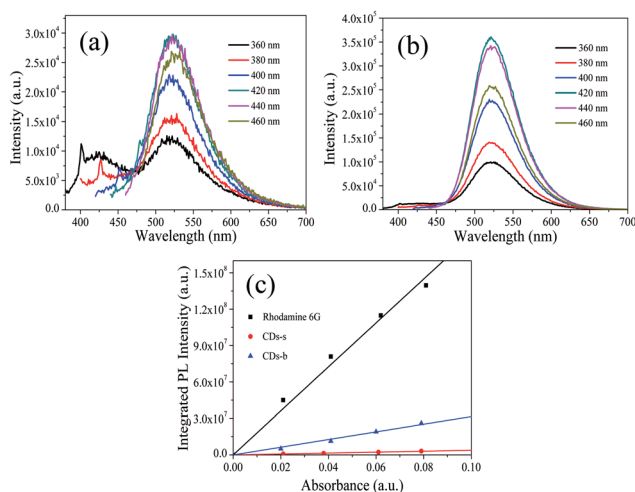 (a)
360 nm
380 nm
400 nm
420 nm
440 nm
460 nm
Intensity (a.u.)
3.0x10⁴
2.5x10⁴
2.0x10⁴
1.5x10⁴
1.0x10⁴
5.0x10³
0.0
400 450 500 550 600 650 700
Wavelength (nm)
(b)
360 nm
380 nm
400 nm
420 nm
440 nm
460 nm
Intensity (a.u.)
4.0x10⁵
3.5x10⁵
3.0x10⁵
2.5x10⁵
2.0x10⁵
1.5x10⁵
1.0x10⁵
5.0x10⁴
0.0
400 450 500 550 600 650 700
Wavelength (nm)
(c)
Rhodamine 6G
CDs-s
CDs-b
Integrated PL Intensity (a.u.)
1.5x10⁸
1.2x10⁸
9.0x10⁷
6.0x10⁷
3.0x10⁷
0.0
0.00 0.02 0.04 0.06 0.08 0.10
Absorbance (a.u.)